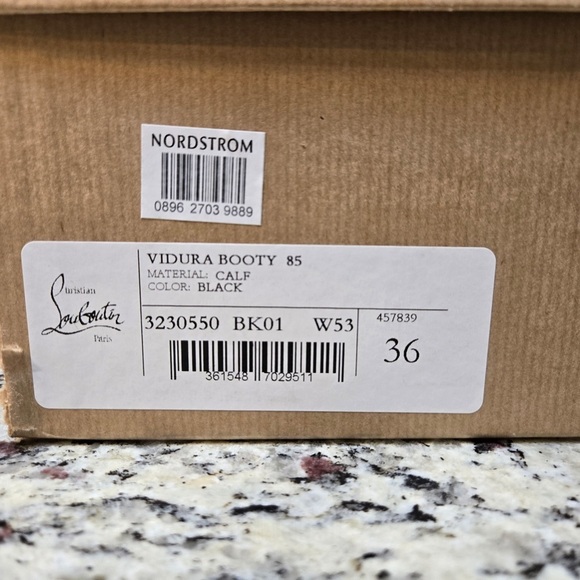 NORDSTROM
0896 2703 9889
Christian
Louboutin
Paris
VIDURA BOOTY 85
MATERIAL: CALF
COLOR: BLACK
3230550 BK01 W53
361548 7029511
457839
36